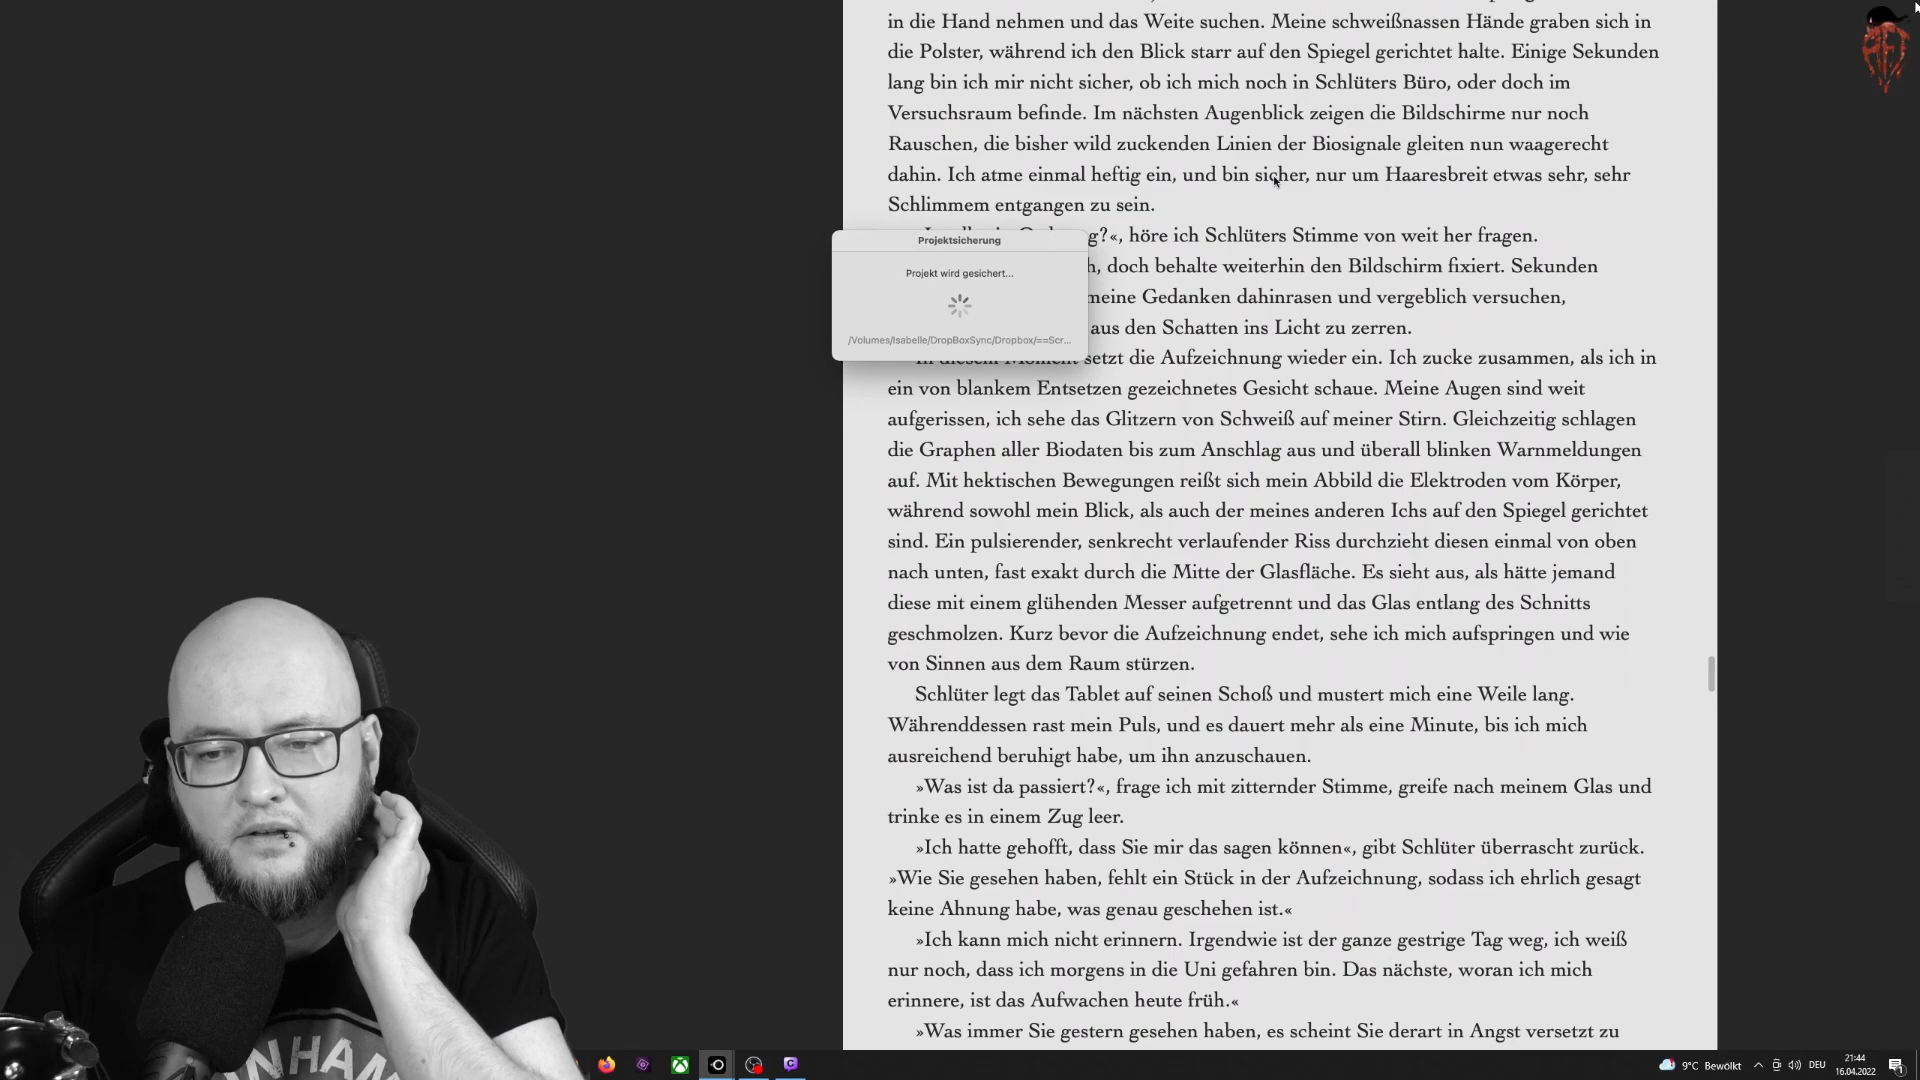 in die Hand nehmen und das Weite suchen. Meine schweißnassen Hände graben sich in
die Polster, während ich den Blick starr auf den Spiegel gerichtet halte. Einige Sekunden
lang bin ich mir nicht sicher, ob ich mich noch in Schlüters Büro, oder doch im
Versuchsraum befinde. Im nächsten Augenblick zeigen die Bildschirme nur noch
Rauschen, die bisher wild zuckenden Linien der Biosignale gleiten nun waagerecht
dahin. Ich atme einmal heftig ein, und bin sicher, nur um Haaresbreit etwas sehr, sehr
Schlimmem entgangen zu sein.
g?«, höre ich Schlüters Stimme von weit her fragen.
h, doch behalte weiterhin den Bildschirm fixiert. Sekunden
meine Gedanken dahinrasen und vergeblich versuchen,
aus den Schatten ins Licht zu zerren.
In diesem Moment setzt die Aufzeichnung wieder ein. Ich zucke zusammen, als ich in
ein von blankem Entsetzen gezeichnetes Gesicht schaue. Meine Augen sind weit
aufgerissen, ich sehe das Glitzern von Schweiß auf meiner Stirn. Gleichzeitig schlagen
die Graphen aller Biodaten bis zum Anschlag aus und überall blinken Warnmeldungen
auf. Mit hektischen Bewegungen reißt sich mein Abbild die Elektroden vom Körper,
während sowohl mein Blick, als auch der meines anderen Ichs auf den Spiegel gerichtet
sind. Ein pulsierender, senkrecht verlaufender Riss durchzieht diesen einmal von oben
nach unten, fast exakt durch die Mitte der Glasfläche. Es sieht aus, als hätte jemand
diese mit einem glühenden Messer aufgetrennt und das Glas entlang des Schnitts
geschmolzen. Kurz bevor die Aufzeichnung endet, sehe ich mich aufspringen und wie
von Sinnen aus dem Raum stürzen.
Schlüter legt das Tablet auf seinen Schoß und mustert mich eine Weile lang.
Währenddessen rast mein Puls, und es dauert mehr als eine Minute, bis ich mich
ausreichend beruhigt habe, um ihn anzuschauen.
»Was ist da passiert?«, frage ich mit zitternder Stimme, greife nach meinem Glas und
trinke es in einem Zug leer.
»Ich hatte gehofft, dass Sie mir das sagen können«, gibt Schlüter überrascht zurück.
»Wie Sie gesehen haben, fehlt ein Stück in der Aufzeichnung, sodass ich ehrlich gesagt
keine Ahnung habe, was genau geschehen ist.«
»Ich kann mich nicht erinnern. Irgendwie ist der ganze gestrige Tag weg, ich weiß
nur noch, dass ich morgens in die Uni gefahren bin. Das nächste, woran ich mich
erinnere, ist das Aufwachen heute früh.«
»Was immer Sie gestern gesehen haben, es scheint Sie derart in Angst versetzt zu
Projektsicherung
Projekt wird gesichert...
/Volumes/Isabelle/DropBoxSync/Dropbox/==Scr...
NHAM
9°C Bewölkt
DEU
21:44
16.04.2022